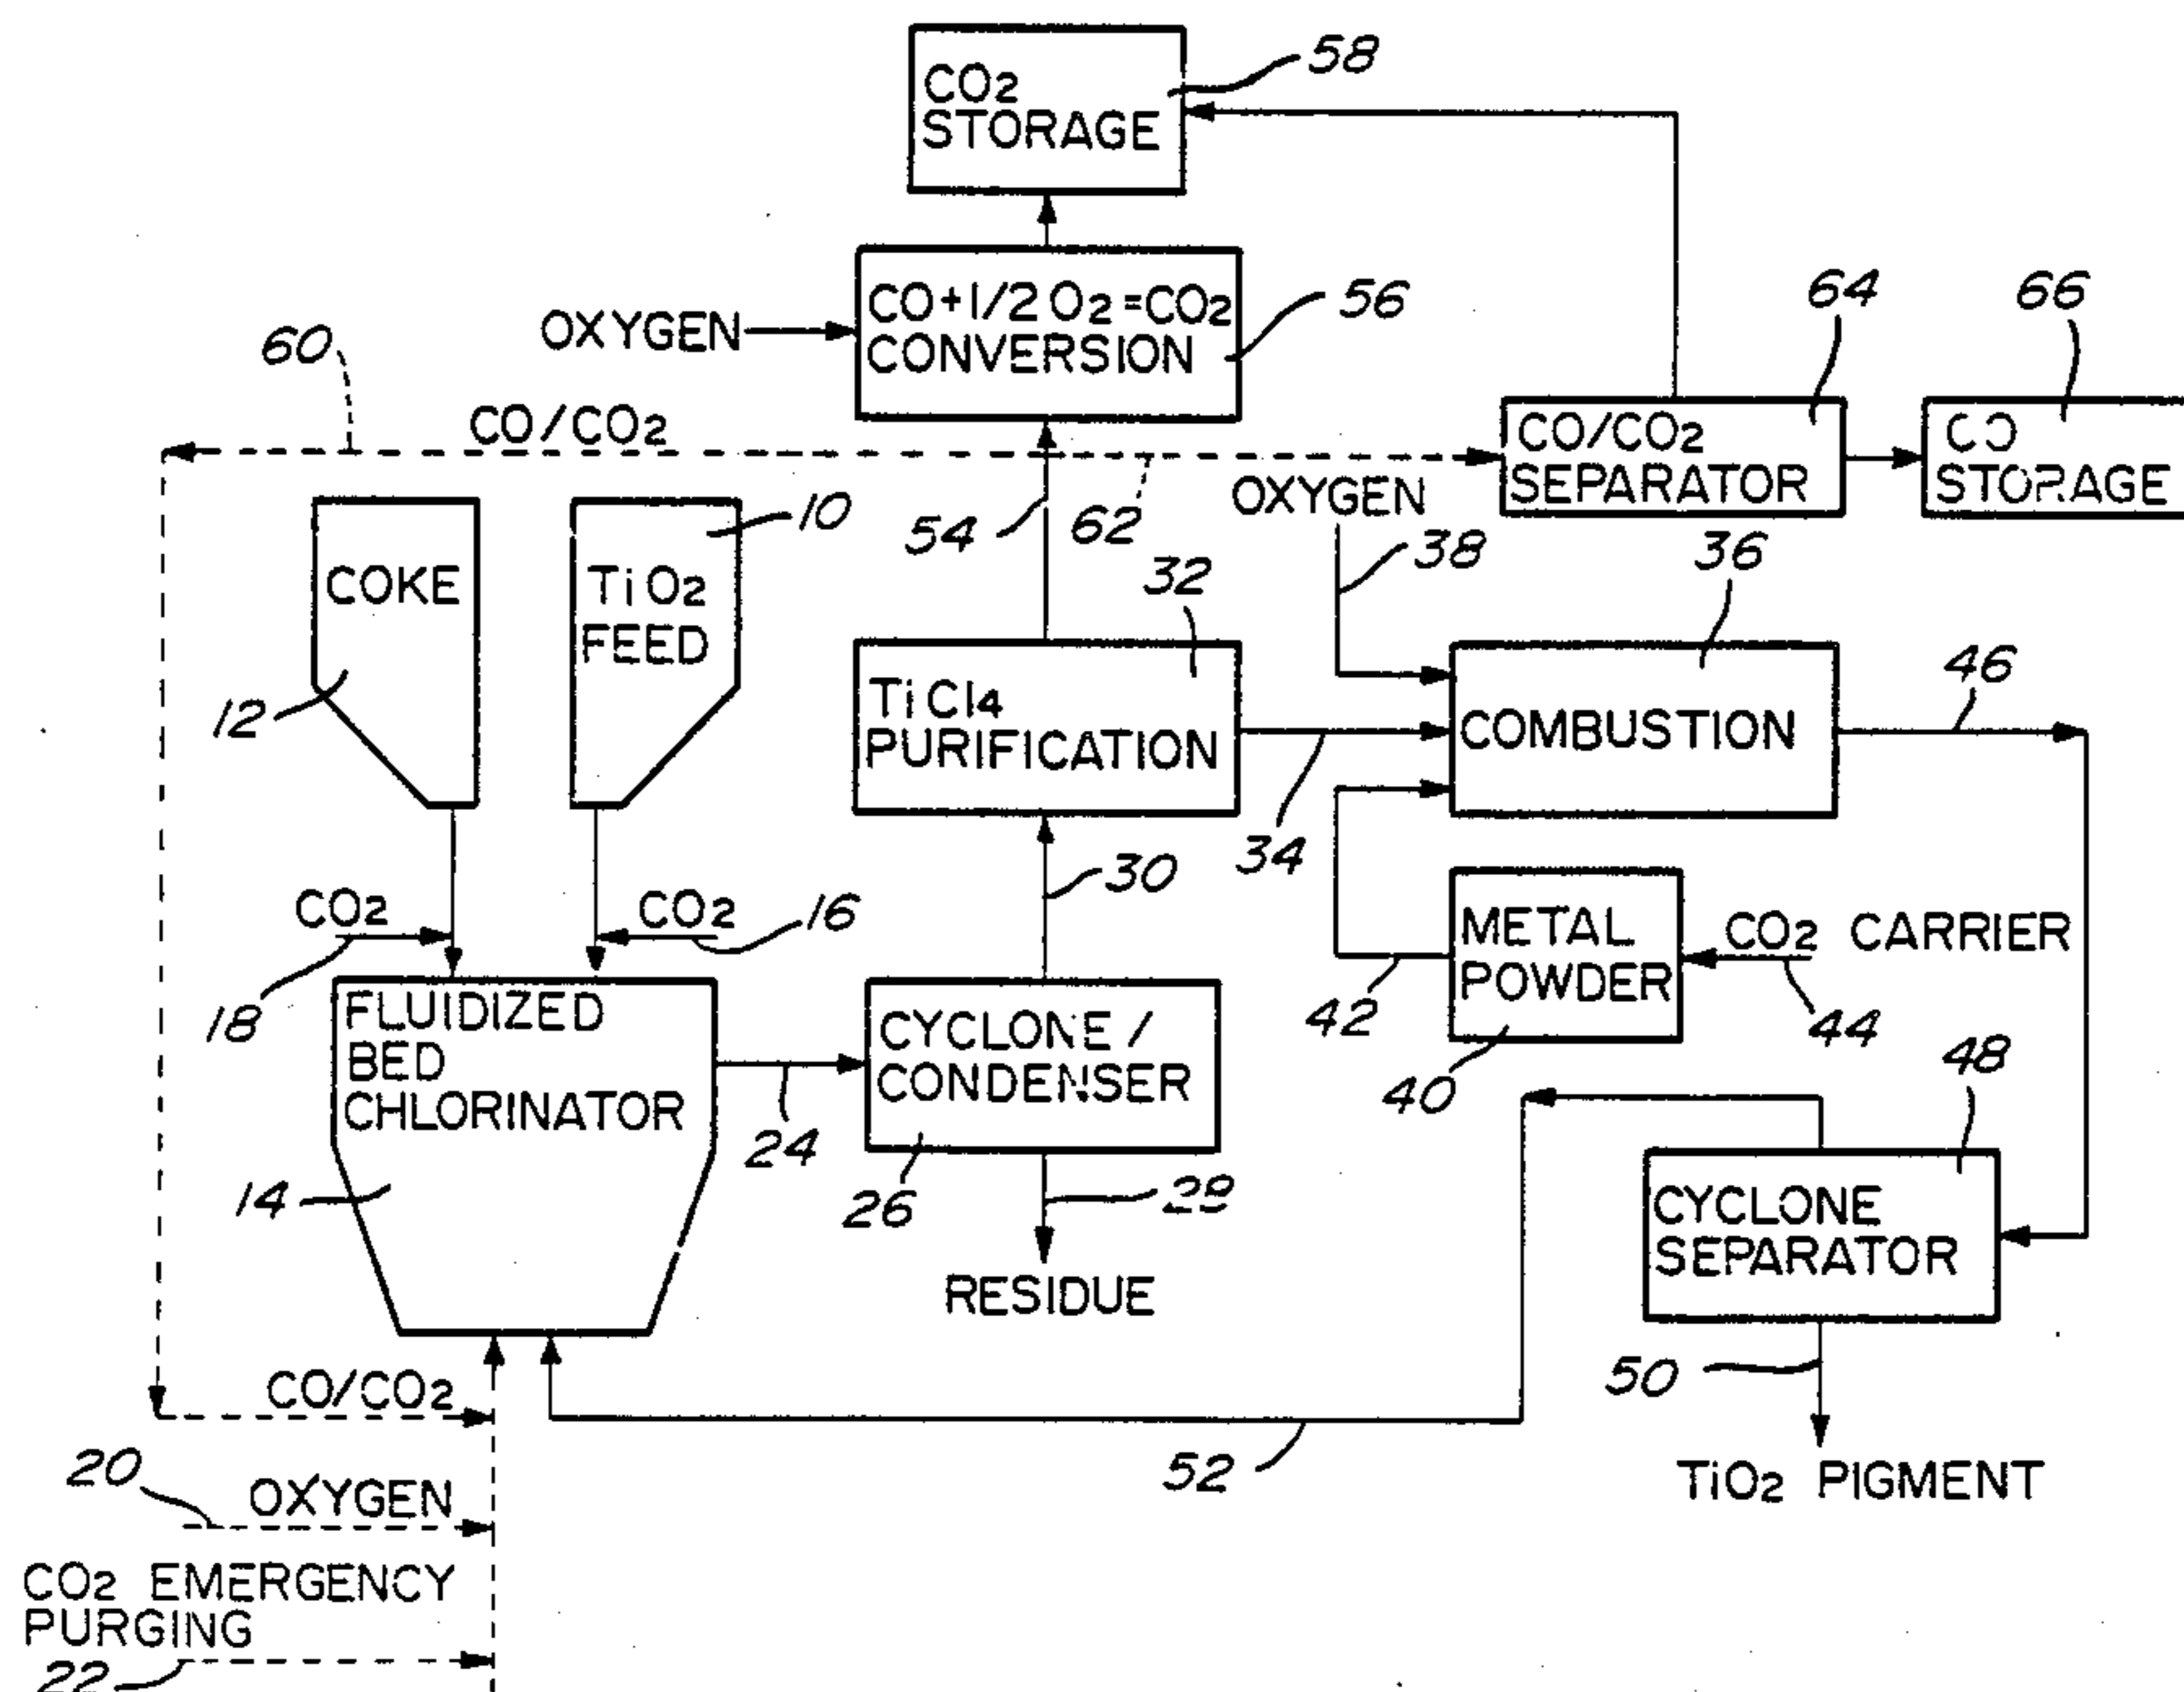 CO2
STORAGE
58
CO+1/2 O2=CO2
CONVERSION
56
OXYGEN
60
CO/CO2
64
66
CO/CO2
SEPARATOR
CO
STORAGE
OXYGEN
62
54
38
COKE
12
TiO2
FEED
10
32
TiCl4
PURIFICATION
36
COMBUSTION
46
34
30
CO2
18
CO2
16
METAL
POWDER
CO2 CARRIER
42
40
44
FLUIDIZED
BED
CHLORINATOR
14
24
CYCLONE/
CONDENSER
26
28
RESIDUE
48
CYCLONE
SEPARATOR
50
TiO2 PIGMENT
52
CO/CO2
20
OXYGEN
CO2 EMERGENCY
PURGING
22